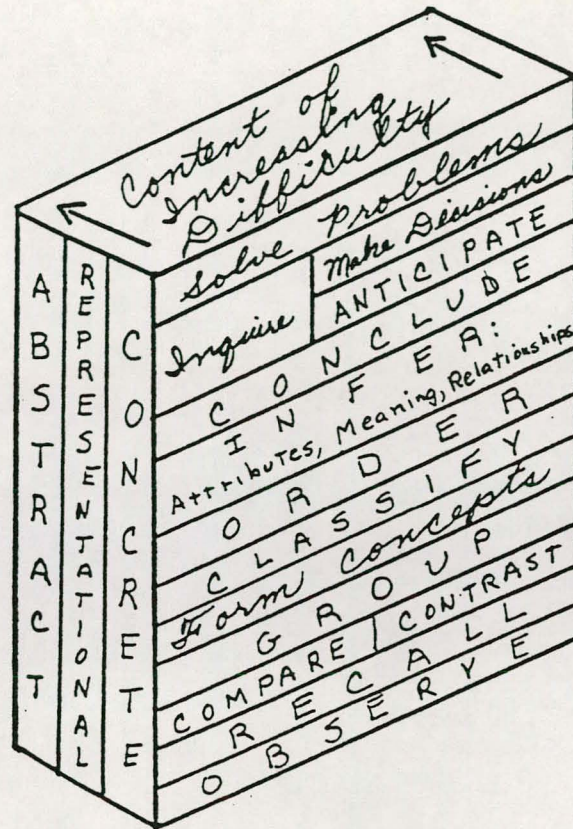 Content of
Increasing
Difficulty
ABSTRACT
REPRESENTATIONAL
CONCRETE
Solve Problems
Inquire
Make Decisions
ANTICIPATE
CONCLUDE
INFER:
Attributes, Meaning, Relationships
ORDER
CLASSIFY
Form Concepts
GROUP
COMPARE
CONTRAST
RECALL
OBSERVE